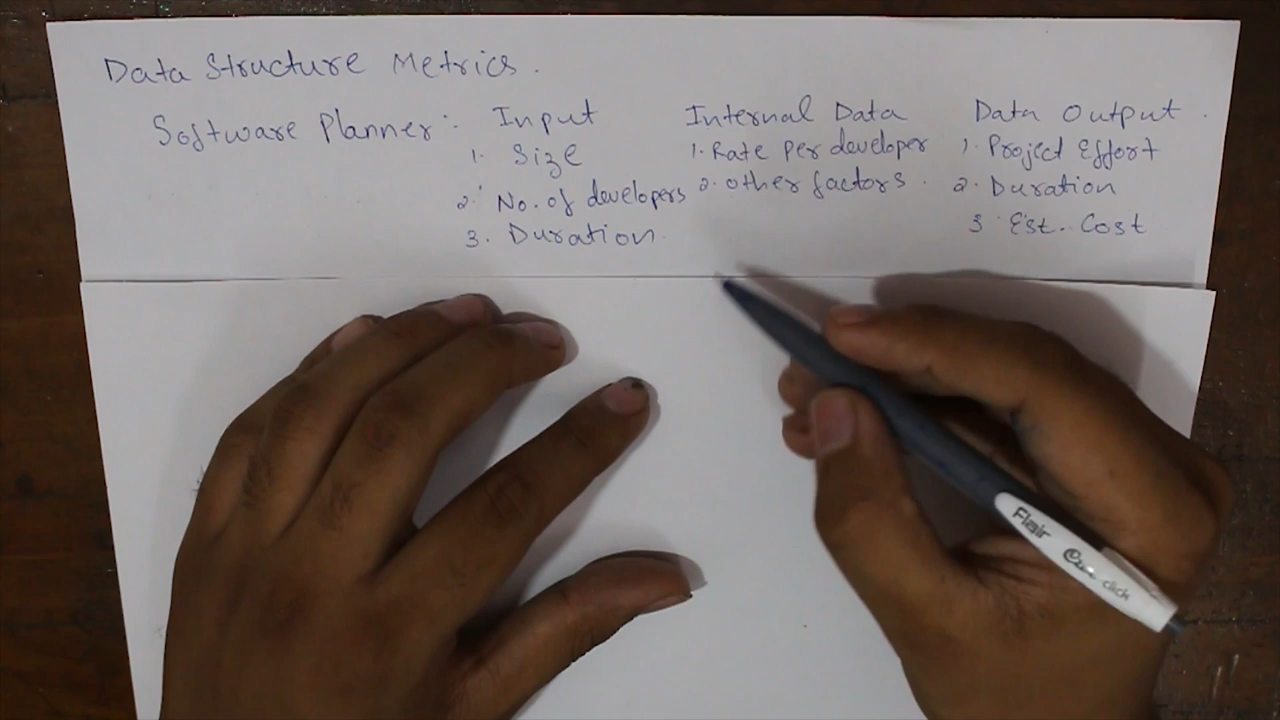 Data Structure Metrics.
Software Planner:-
Input
1. Size
2. No. of developers
3. Duration
Internal Data
1. Rate per developer
2. other factors.
Data Output.
1. Project Effort
2. Duration
3. Est. Cost
Flair
click